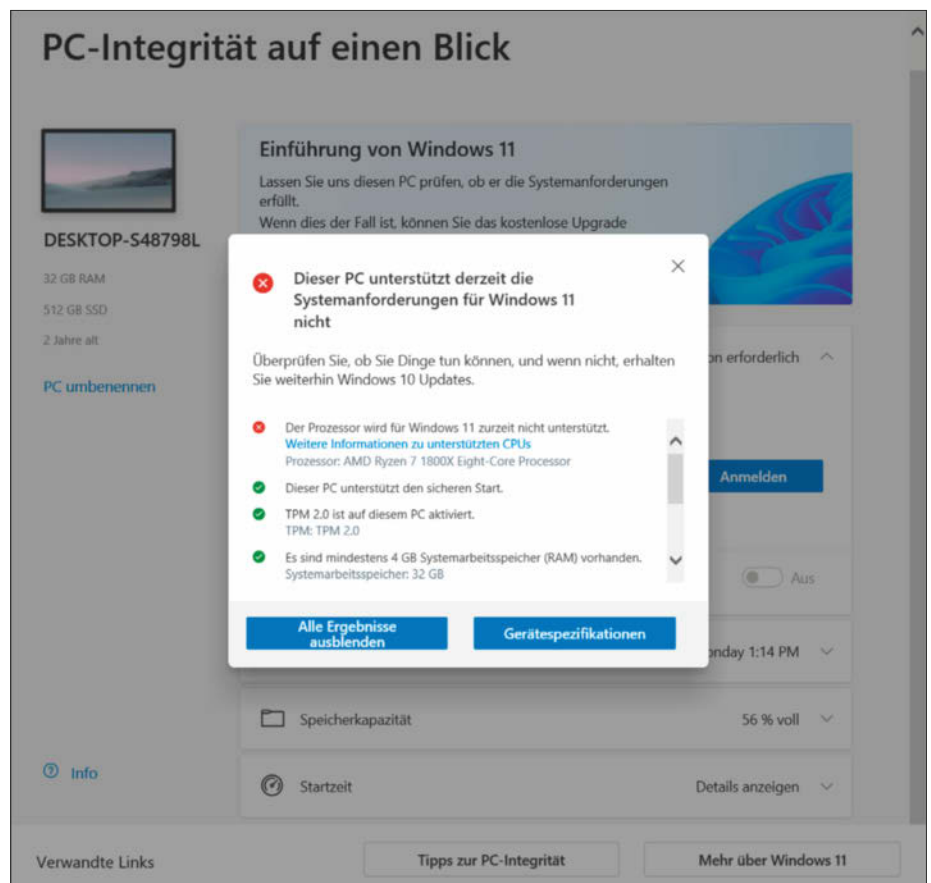 PC-Integrität auf einen Blick
Einführung von Windows 11
Lassen Sie uns diesen PC prüfen, ob er die Systemanforderungen
erfüllt.
Wenn dies der Fall ist, können Sie das kostenlose Upgrade
DESKTOP-S48798L
32 GB RAM
512 GB SSD
2 Jahre alt
PC umbenennen
Dieser PC unterstützt derzeit die
Systemanforderungen für Windows 11
nicht
Überprüfen Sie, ob Sie Dinge tun können, und wenn nicht, erhalten
Sie weiterhin Windows 10 Updates.
Der Prozessor wird für Windows 11 zurzeit nicht unterstützt.
Weitere Informationen zu unterstützten CPUs
Prozessor: AMD Ryzen 7 1800X Eight-Core Processor
Dieser PC unterstützt den sicheren Start.
TPM 2.0 ist auf diesem PC aktiviert.
TPM: TPM 2.0
Es sind mindestens 4 GB Systemarbeitsspeicher (RAM) vorhanden.
Systemarbeitsspeicher: 32 GB
Alle Ergebnisse
ausblenden
Gerätespezifikationen
erforderlich
Anmelden
Aus
1:14 PM
Speicherkapazität
56 % voll
Info
Startzeit
Details anzeigen
Verwandte Links
Tipps zur PC-Integrität
Mehr über Windows 11